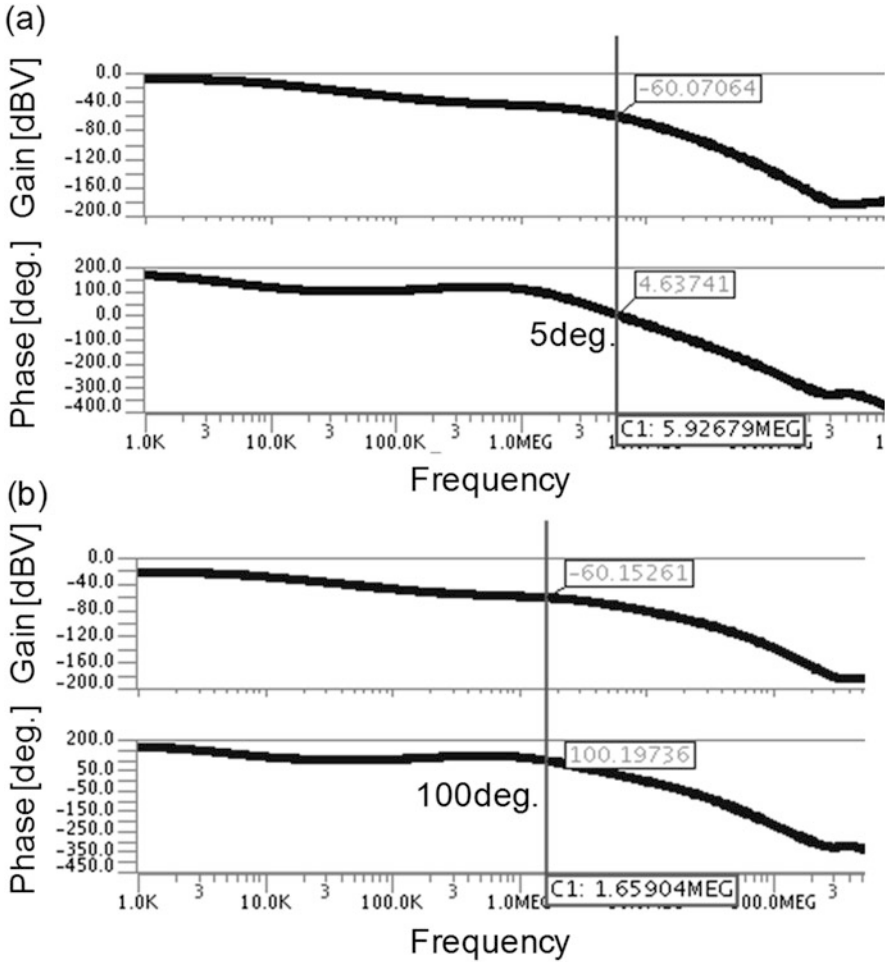 (a)
Gain [dBV]
0.0
-40.0
-80.0
-120.0
-160.0
-200.0
-60.07064
Phase [deg.]
200.0
100.0
0.0
-100.0
-200.0
-300.0
-400.0
4.63741
5deg.
1.0K 3 10.0K 3 100.0K 3 1.0MEG 3 3 1
C1: 5.92679MEG
Frequency
(b)
Gain [dBV]
0.0
-40.0
-80.0
-120.0
-160.0
-200.0
-60.15261
Phase [deg.]
200.0
50.0
-50.0
-150.0
-250.0
-350.0
-450.0
100.19736
100deg.
1.0K 3 10.0K 3 100.0K 3 1.0MEG 3
C1: 1.65904MEG
Frequency